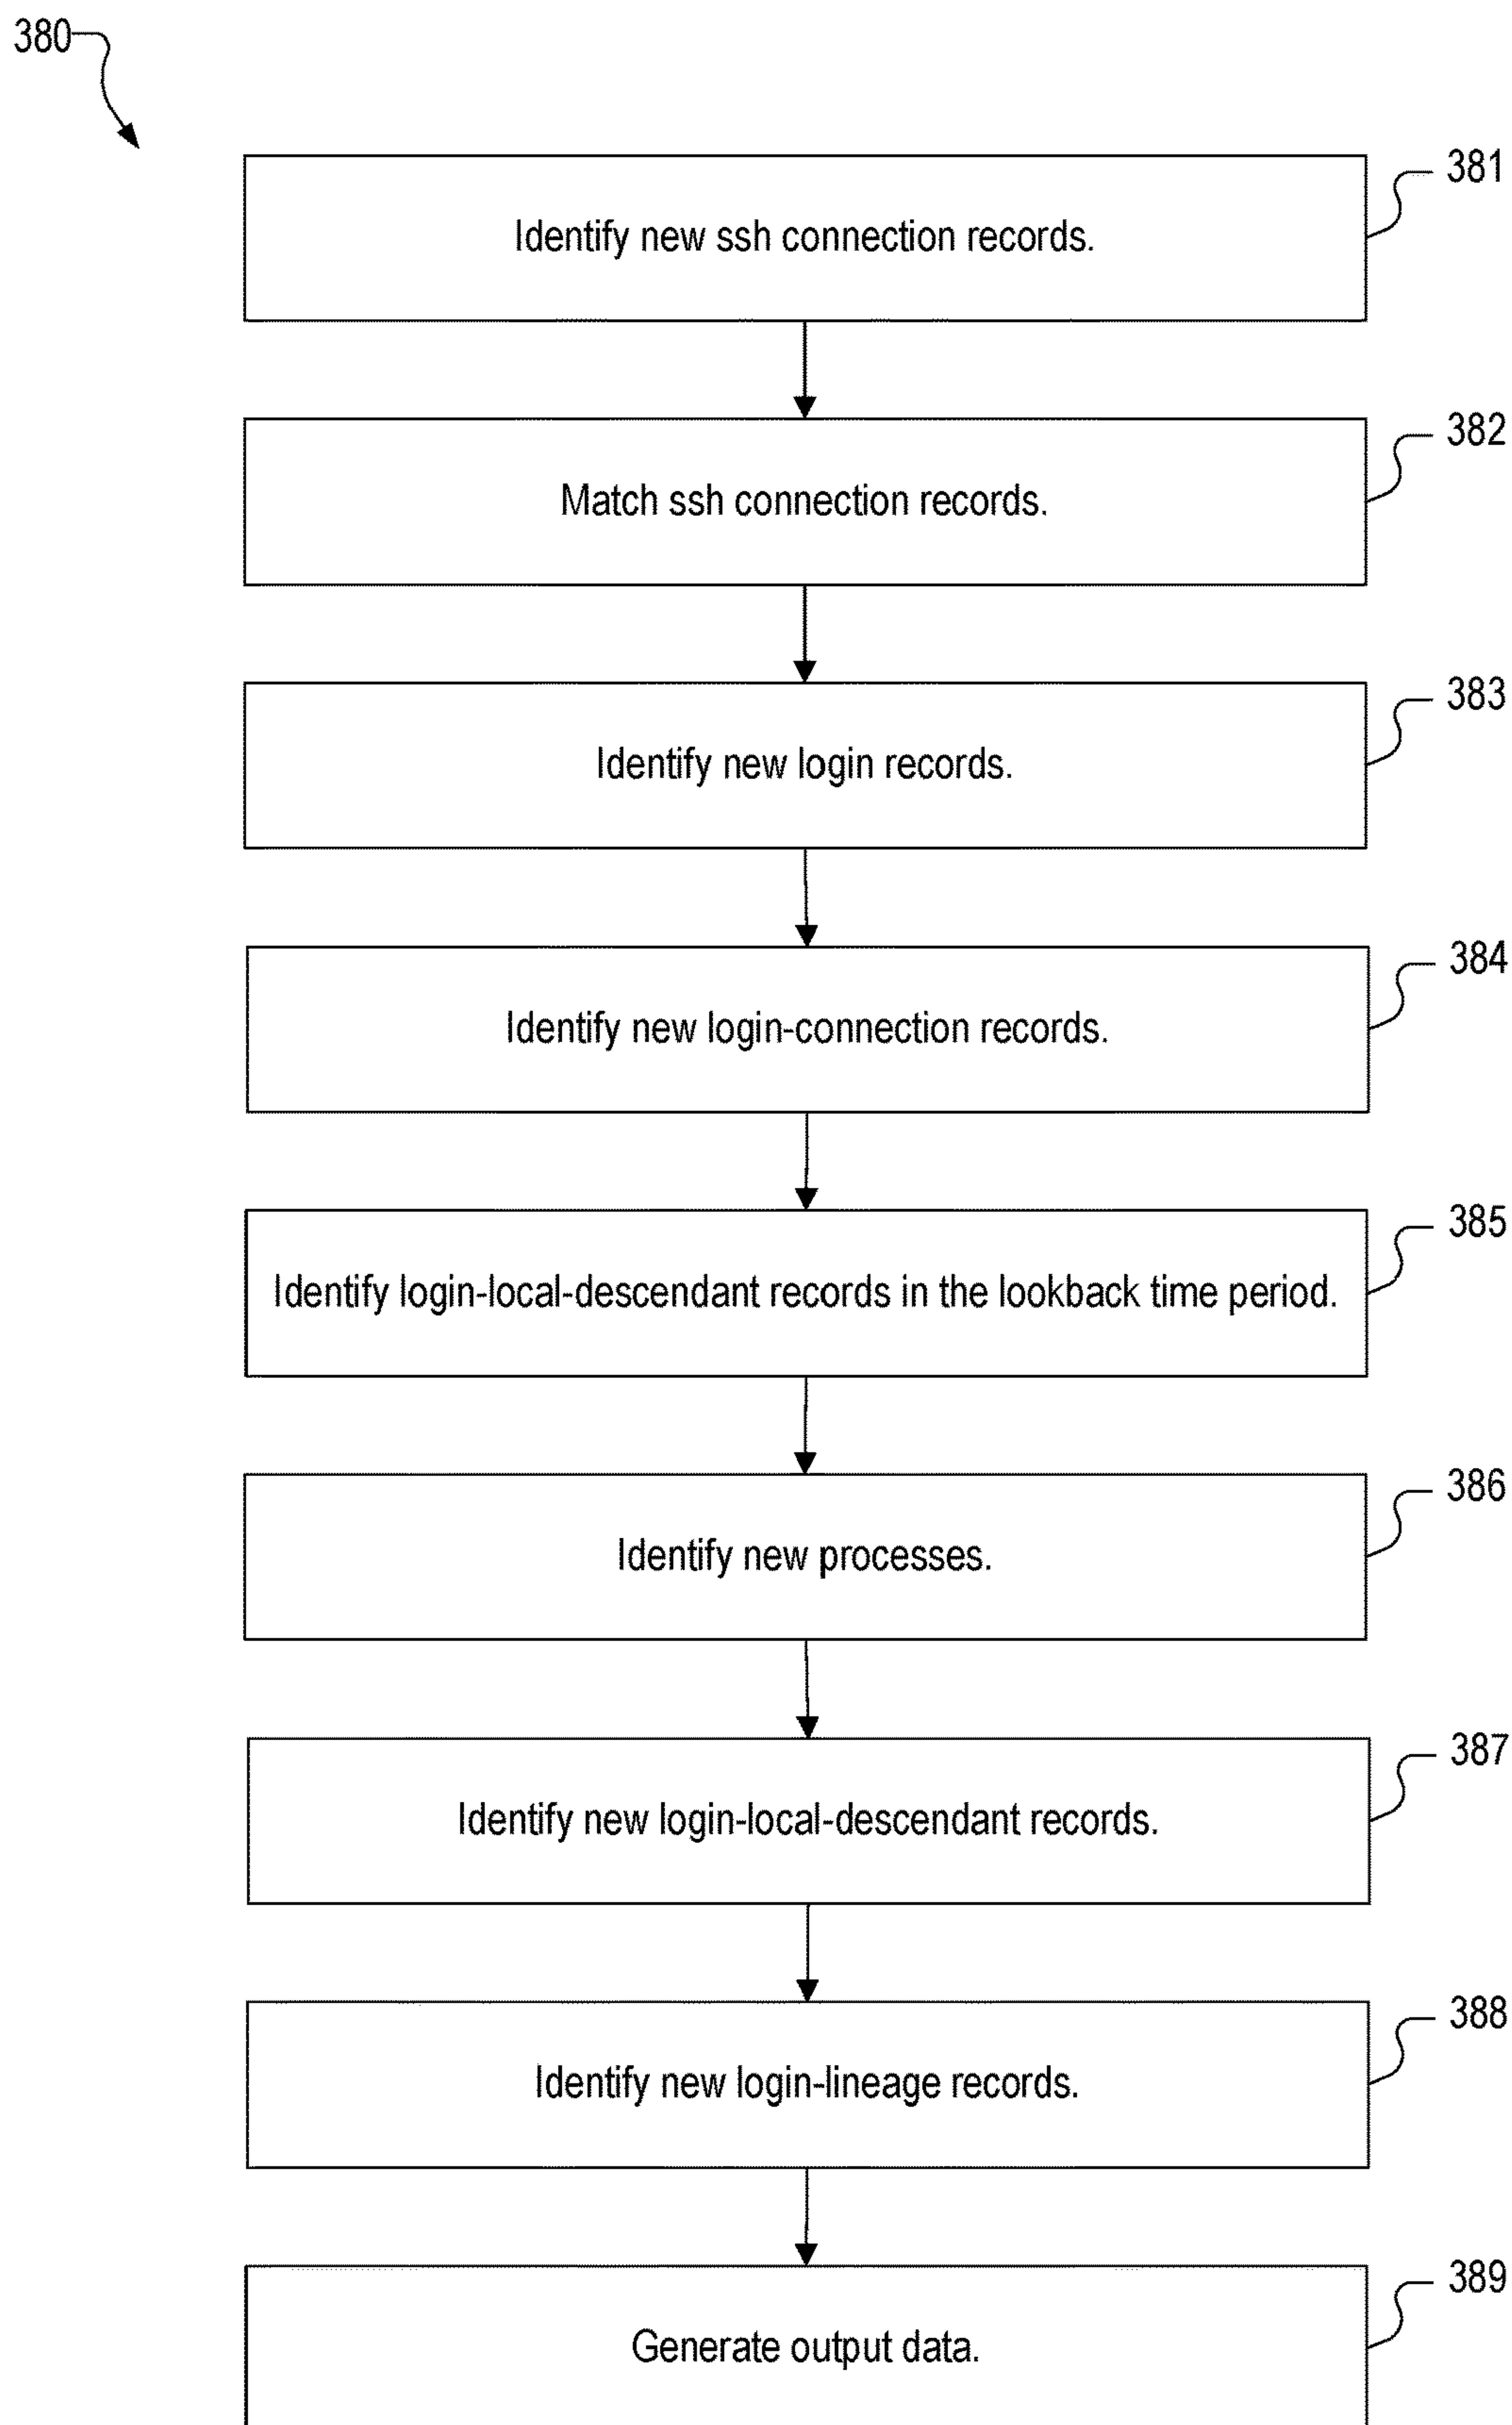 380
381
Identify new ssh connection records.
382
Match ssh connection records.
383
Identify new login records.
384
Identify new login-connection records.
385
Identify login-local-descendant records in the lookback time period.
386
Identify new processes.
387
Identify new login-local-descendant records.
388
Identify new login-lineage records.
389
Generate output data.